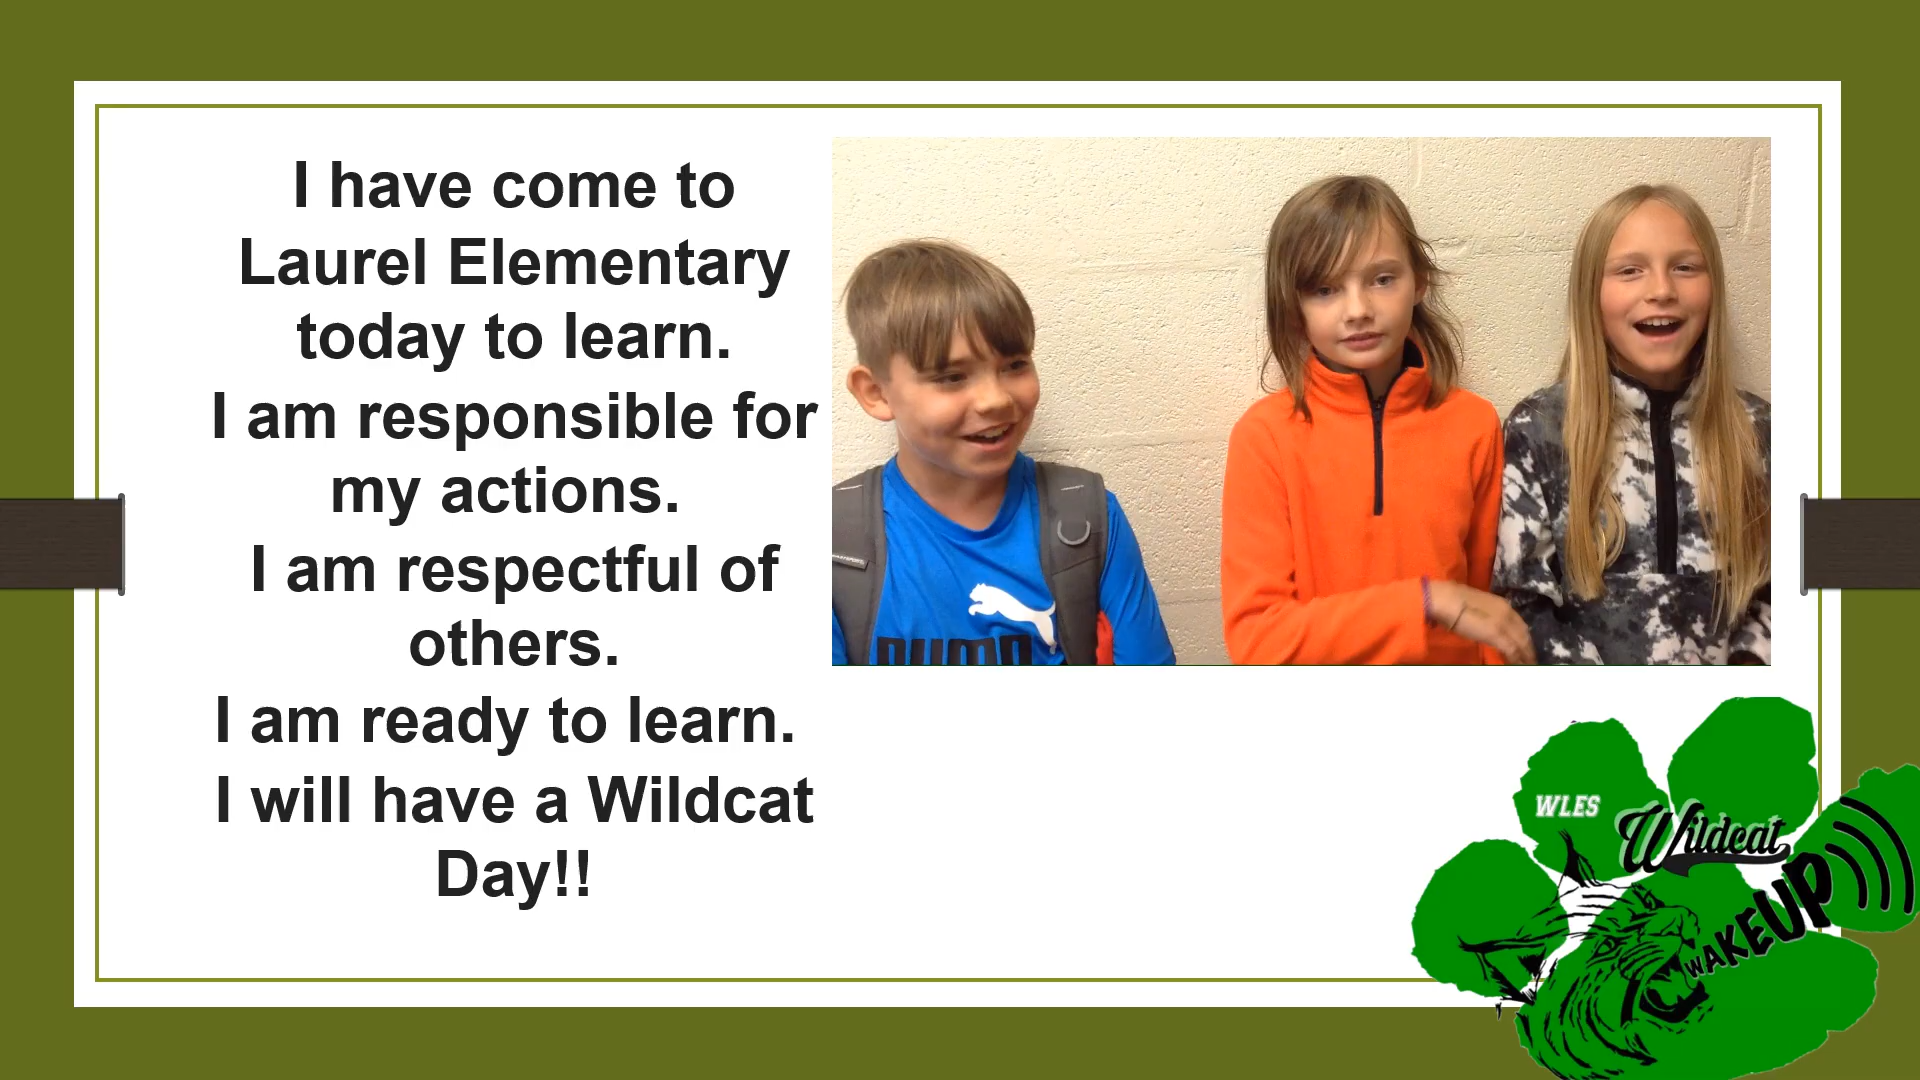 I have come to
Laurel Elementary
today to learn.
I am responsible for
my actions.
I am respectful of
others.
I am ready to learn.
I will have a Wildcat
Day!!
PUMA
WLES
Wildcat
WAKEUP